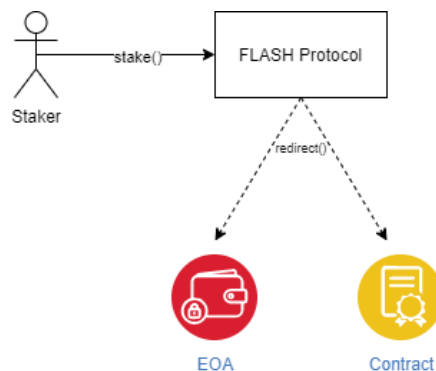 stake()
FLASH Protocol
Staker
redirect()
EOA
Contract